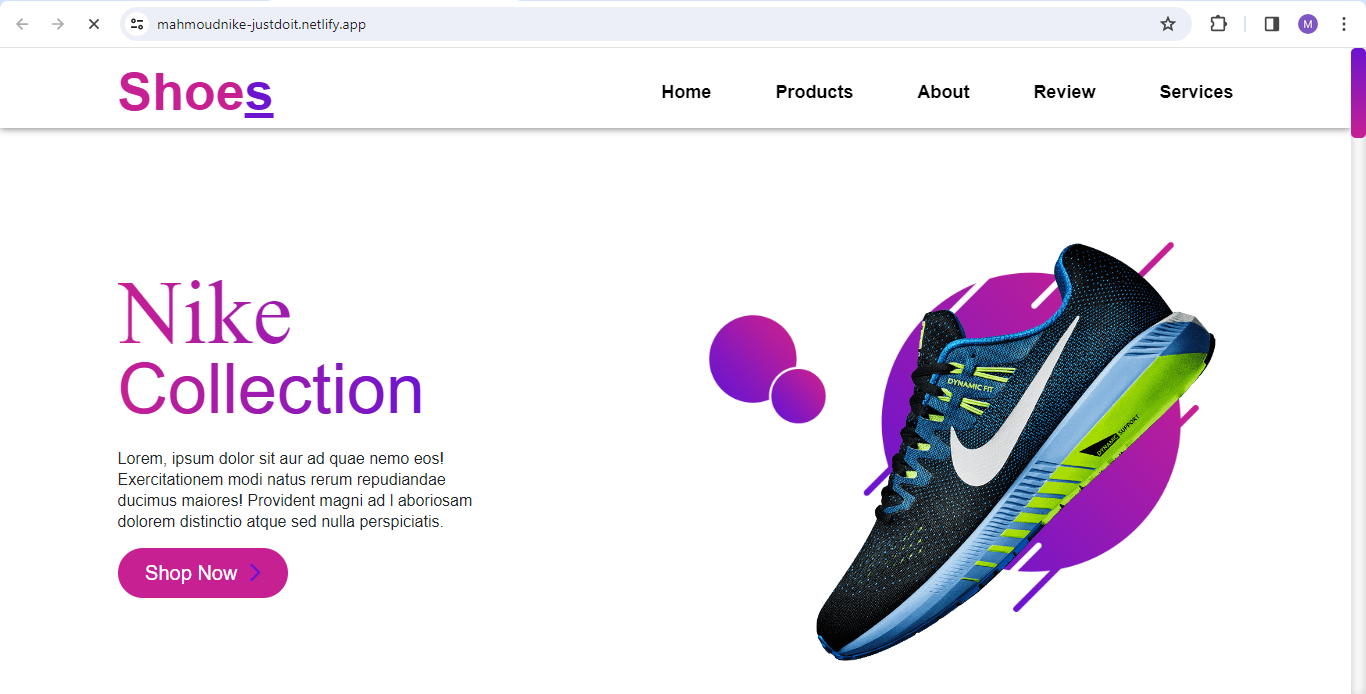 mahmoudnike-justdoit.netlify.app
M
Shoes
Home Products About Review Services
Nike
Collection
DYNAMIC FIT
DYNAMIC SUPPORT
Lorem, ipsum dolor sit aur ad quae nemo eos!
Exercitationem modi natus rerum repudiandae
ducimus maiores! Provident magni ad l aboriosam
dolorem distinctio atque sed nulla perspiciatis.
Shop Now